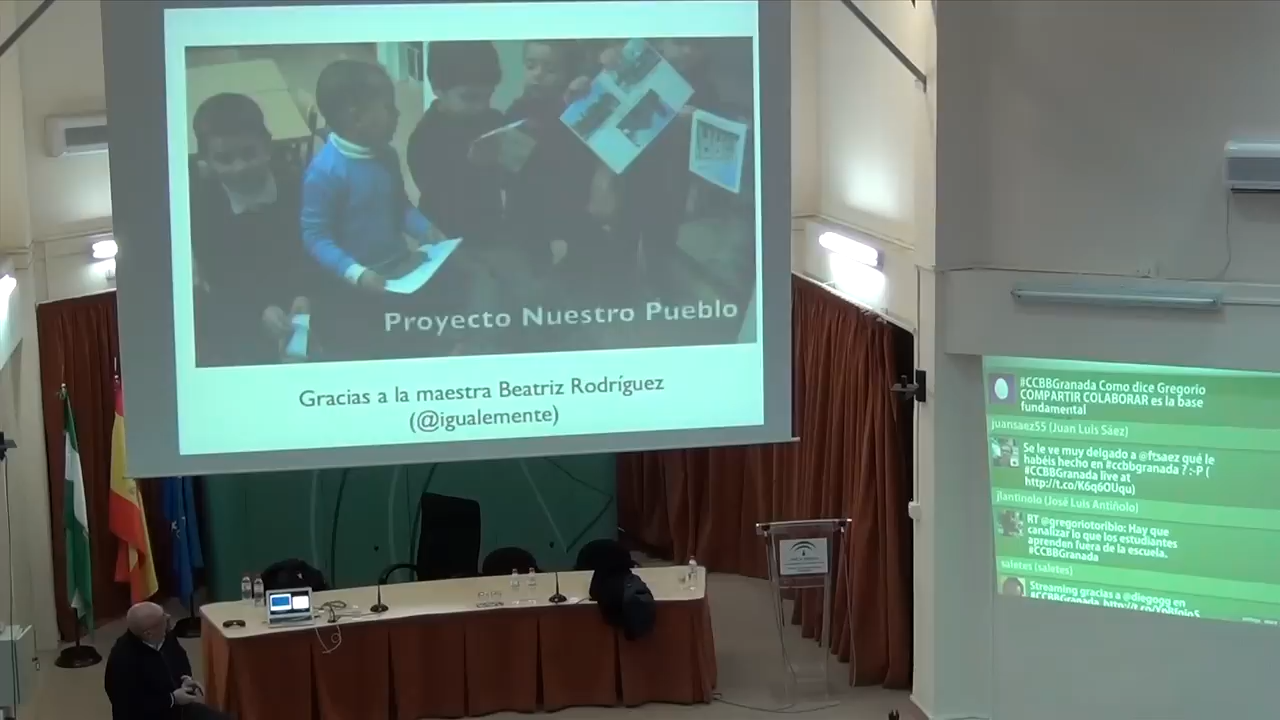 Proyecto Nuestro Pueblo
Gracias a la maestra Beatriz Rodríguez
(@igualemente)
#CCBBGranada Como dice Gregorio
COMPARTIR COLABORAR es la base
fundamental
juansaez55 (Juan Luis Sáez)
Se le ve muy delgado a @ftsaez qué le
habéis hecho en #ccbbgranada ? :-P (
#CCBBGranada live at
http://t.co/K6q6OUqu)
jlantinolo (José Luis Antiñolo)
RT @gregoriotoribio: Hay que
canalizar lo que los estudiantes
aprenden fuera de la escuela.
#CCBBGranada
saletes (saletes)
Streaming gracias a @diegogg en
#CCBBGranada